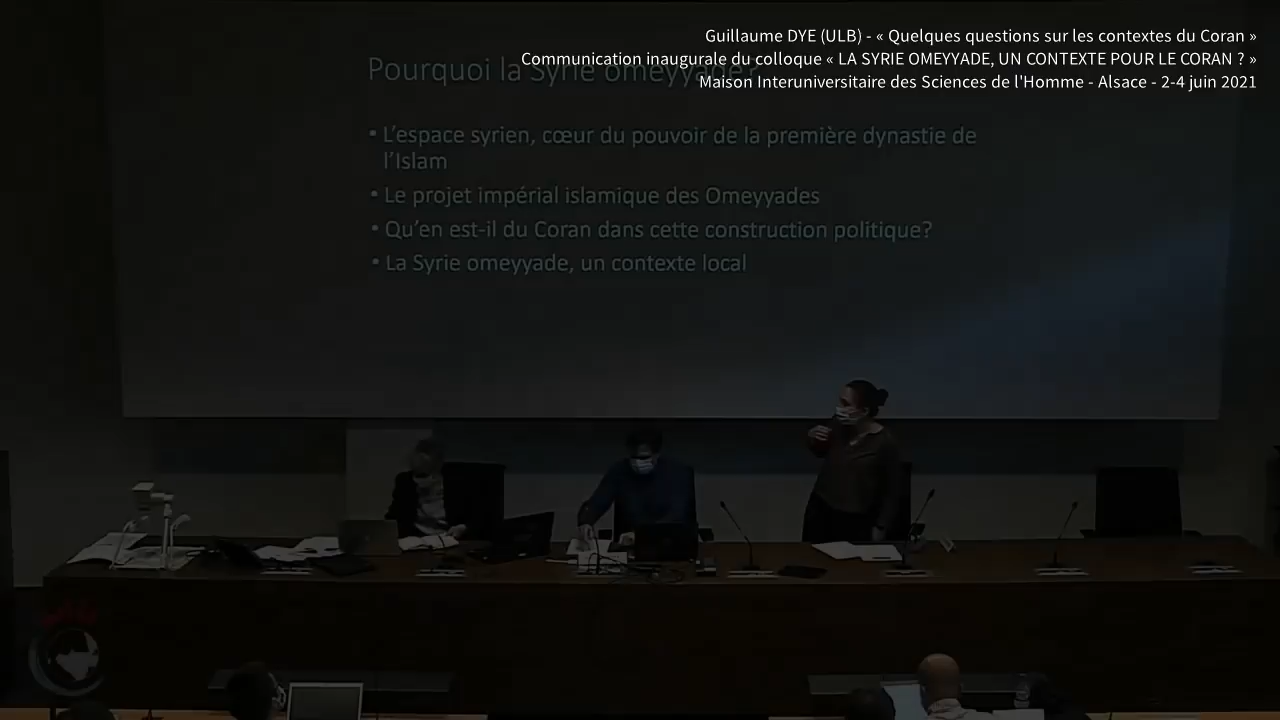 Guillaume DYE (ULB) - « Quelques questions sur les contextes du Coran »
Communication inaugurale du colloque « LA SYRIE OMEYYADE, UN CONTEXTE POUR LE CORAN ? »
Maison Interuniversitaire des Sciences de l'Homme - Alsace - 2-4 juin 2021
Pourquoi la Syrie omeyyade?
• L'espace syrien, cœur du pouvoir de la première dynastie de
l'Islam
• Le projet impérial islamique des Omeyyades
• Qu'en est-il du Coran dans cette construction politique?
• La Syrie omeyyade, un contexte local